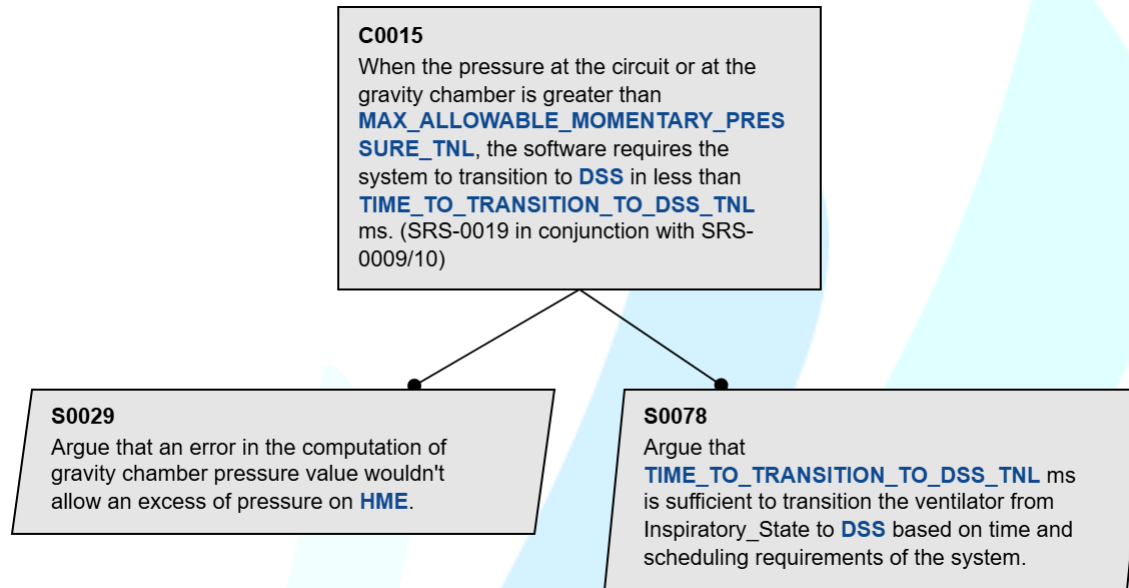 C0015
When the pressure at the circuit or at the
gravity chamber is greater than
MAX_ALLOWABLE_MOMENTARY_PRES
SURE_TNL, the software requires the
system to transition to DSS in less than
TIME_TO_TRANSITION_TO_DSS_TNL
ms. (SRS-0019 in conjunction with SRS-
0009/10)
S0029
Argue that an error in the computation of
gravity chamber pressure value wouldn't
allow an excess of pressure on HME.
S0078
Argue that
TIME_TO_TRANSITION_TO_DSS_TNL ms
is sufficient to transition the ventilator from
Inspiratory_State to DSS based on time and
scheduling requirements of the system.